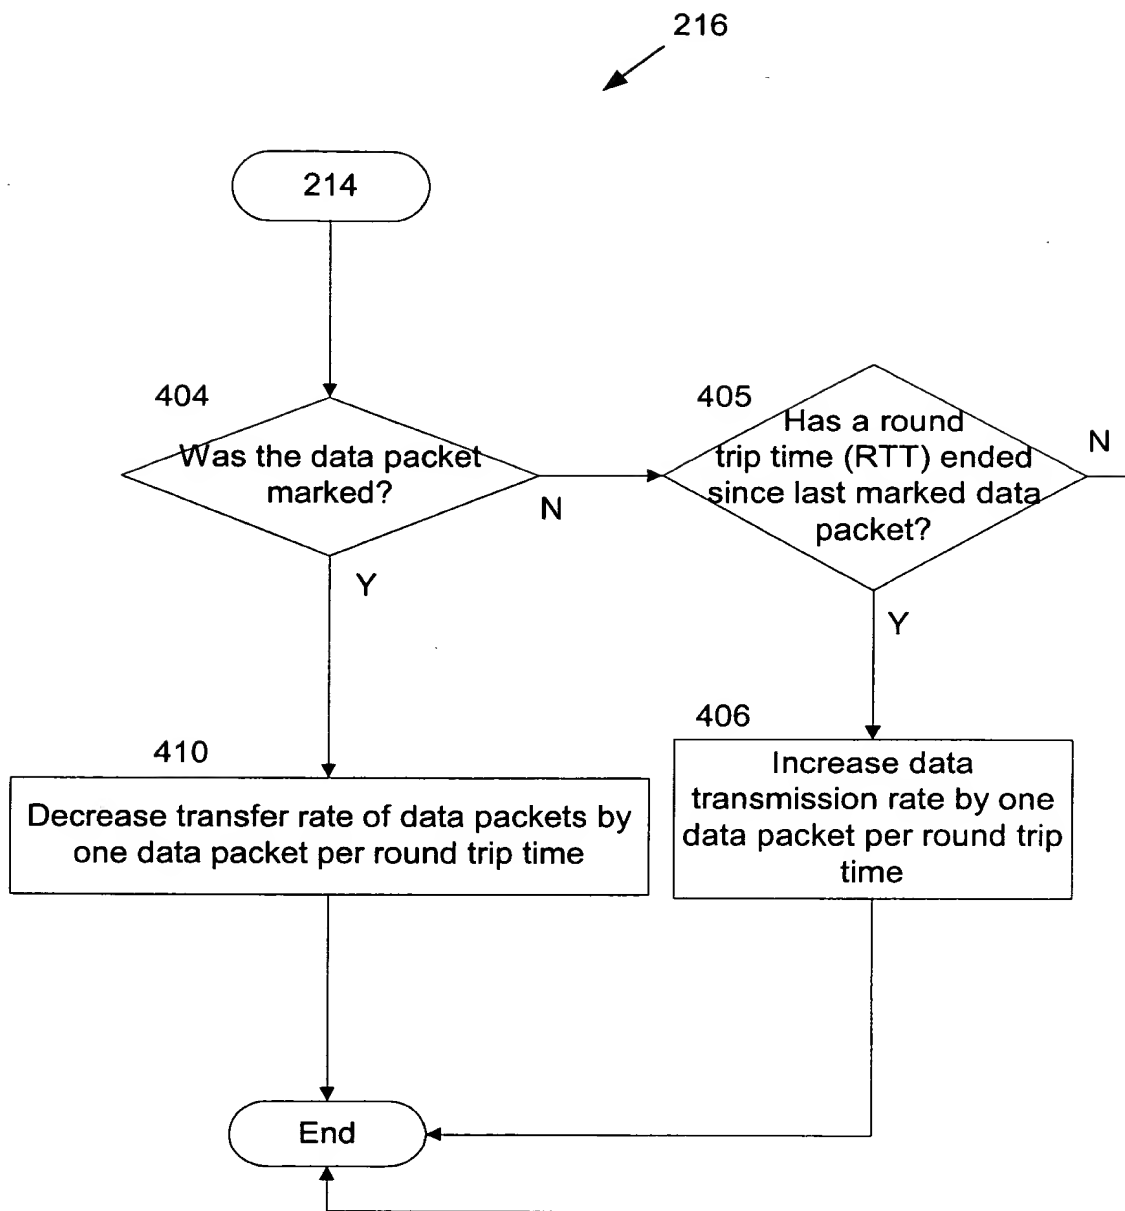 216
214
404
Was the data packet
marked?
N
Y
405
Has a round
trip time (RTT) ended
since last marked data
packet?
N
Y
410
Decrease transfer rate of data packets by
one data packet per round trip time
406
Increase data
transmission rate by one
data packet per round trip
time
End